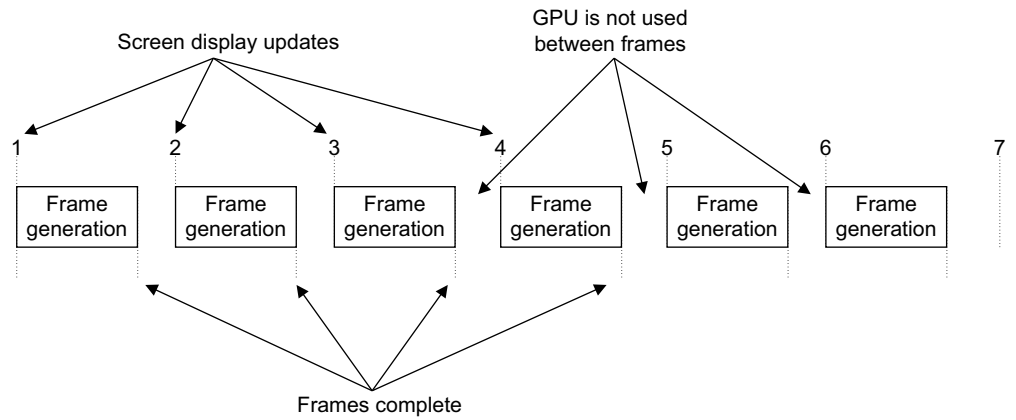 GPU is not used
between frames
Screen display updates
1 2 3 4 5 6 7
Frame
generation
Frame
generation
Frame
generation
Frame
generation
Frame
generation
Frame
generation
Frames complete